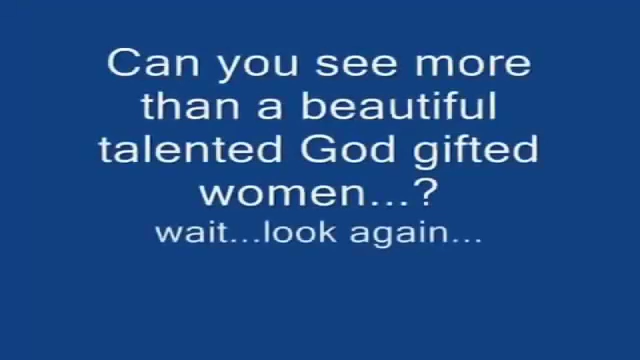 Can you see more
than a beautiful
talented God gifted
women...?
wait...look again...